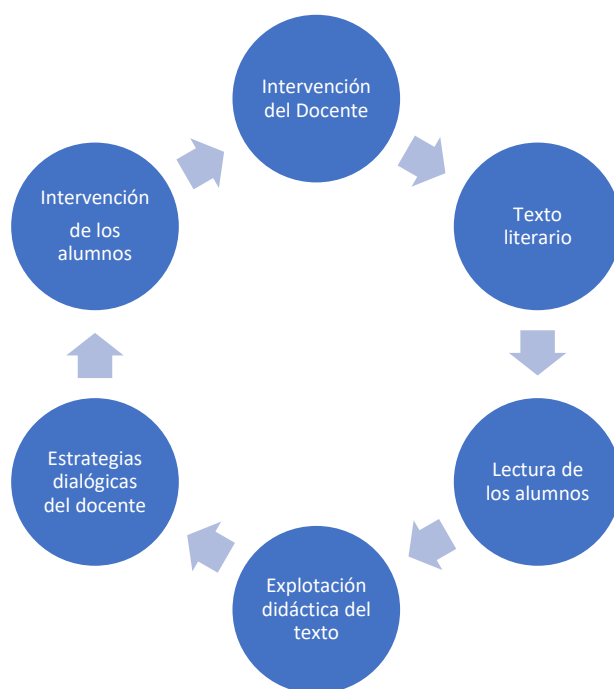 Intervención
del Docente
Texto
literario
Lectura de
los alumnos
Explotación
didáctica del
texto
Estrategias
dialógicas
del docente
Intervención
de los
alumnos